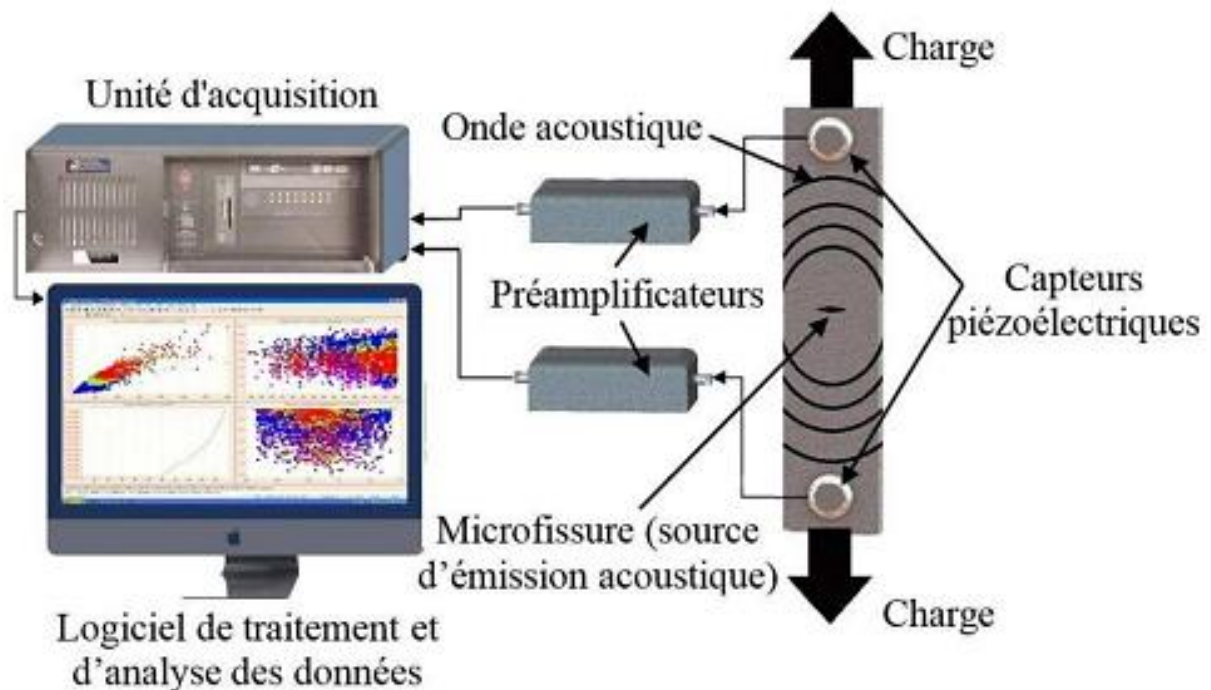 Charge
Unité d'acquisition
Onde acoustique
Préamplificateurs
Capteurs
piézoélectriques
Microfissure (source
d’émission acoustique)
Charge
Logiciel de traitement et
d’analyse des données